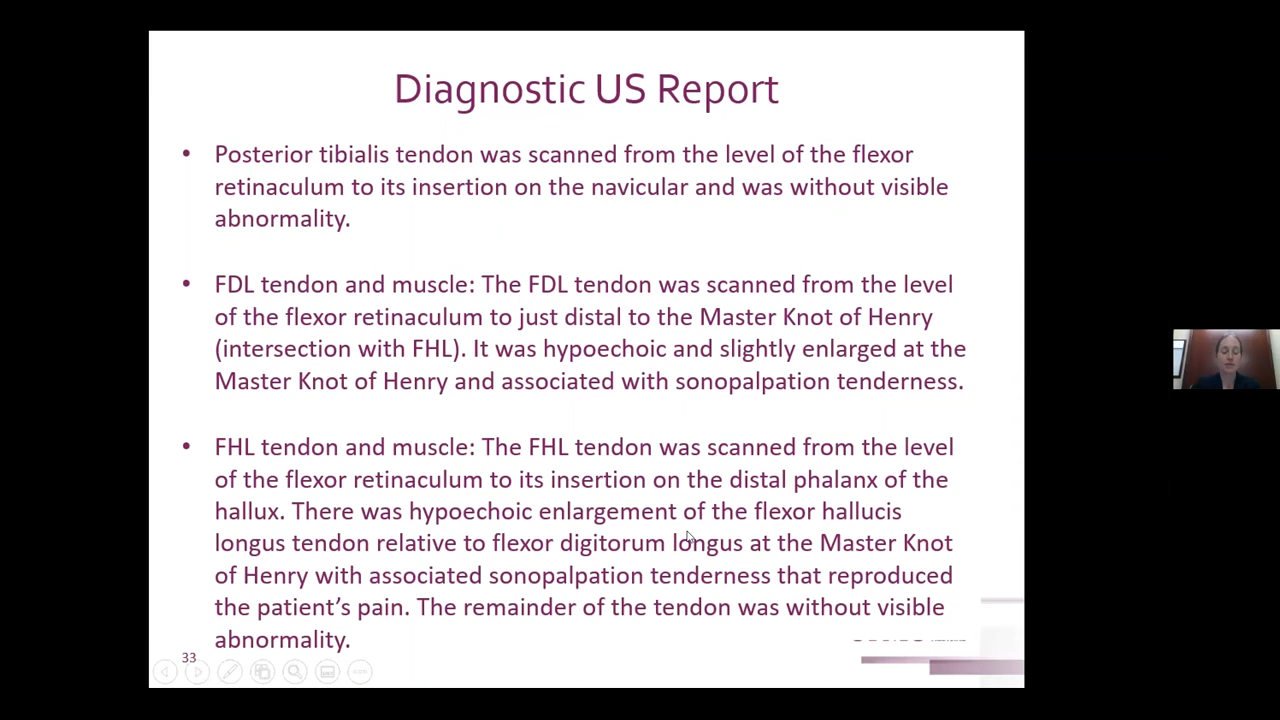 Diagnostic US Report
• Posterior tibialis tendon was scanned from the level of the flexor
retinaculum to its insertion on the navicular and was without visible
abnormality.
• FDL tendon and muscle: The FDL tendon was scanned from the level
of the flexor retinaculum to just distal to the Master Knot of Henry
(intersection with FHL). It was hypoechoic and slightly enlarged at the
Master Knot of Henry and associated with sonopalpation tenderness.
• FHL tendon and muscle: The FHL tendon was scanned from the level
of the flexor retinaculum to its insertion on the distal phalanx of the
hallux. There was hypoechoic enlargement of the flexor hallucis
longus tendon relative to flexor digitorum longus at the Master Knot
of Henry with associated sonopalpation tenderness that reproduced
the patient’s pain. The remainder of the tendon was without visible
abnormality.
33